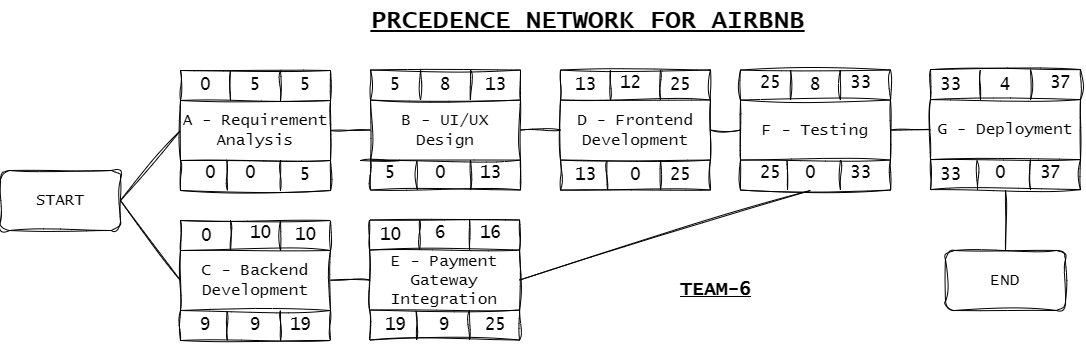 PRCEDENCE NETWORK FOR AIRBNB
0 5 5
A - Requirement
Analysis
0 0 5
5 8 13
B - UI/UX
Design
5 0 13
13 12 25
D - Frontend
Development
13 0 25
25 8 33
F - Testing
25 0 33
33 4 37
G - Deployment
33 0 37
START
0 10 10
C - Backend
Development
9 9 19
10 6 16
E - Payment
Gateway
Integration
19 9 25
TEAM-6
END